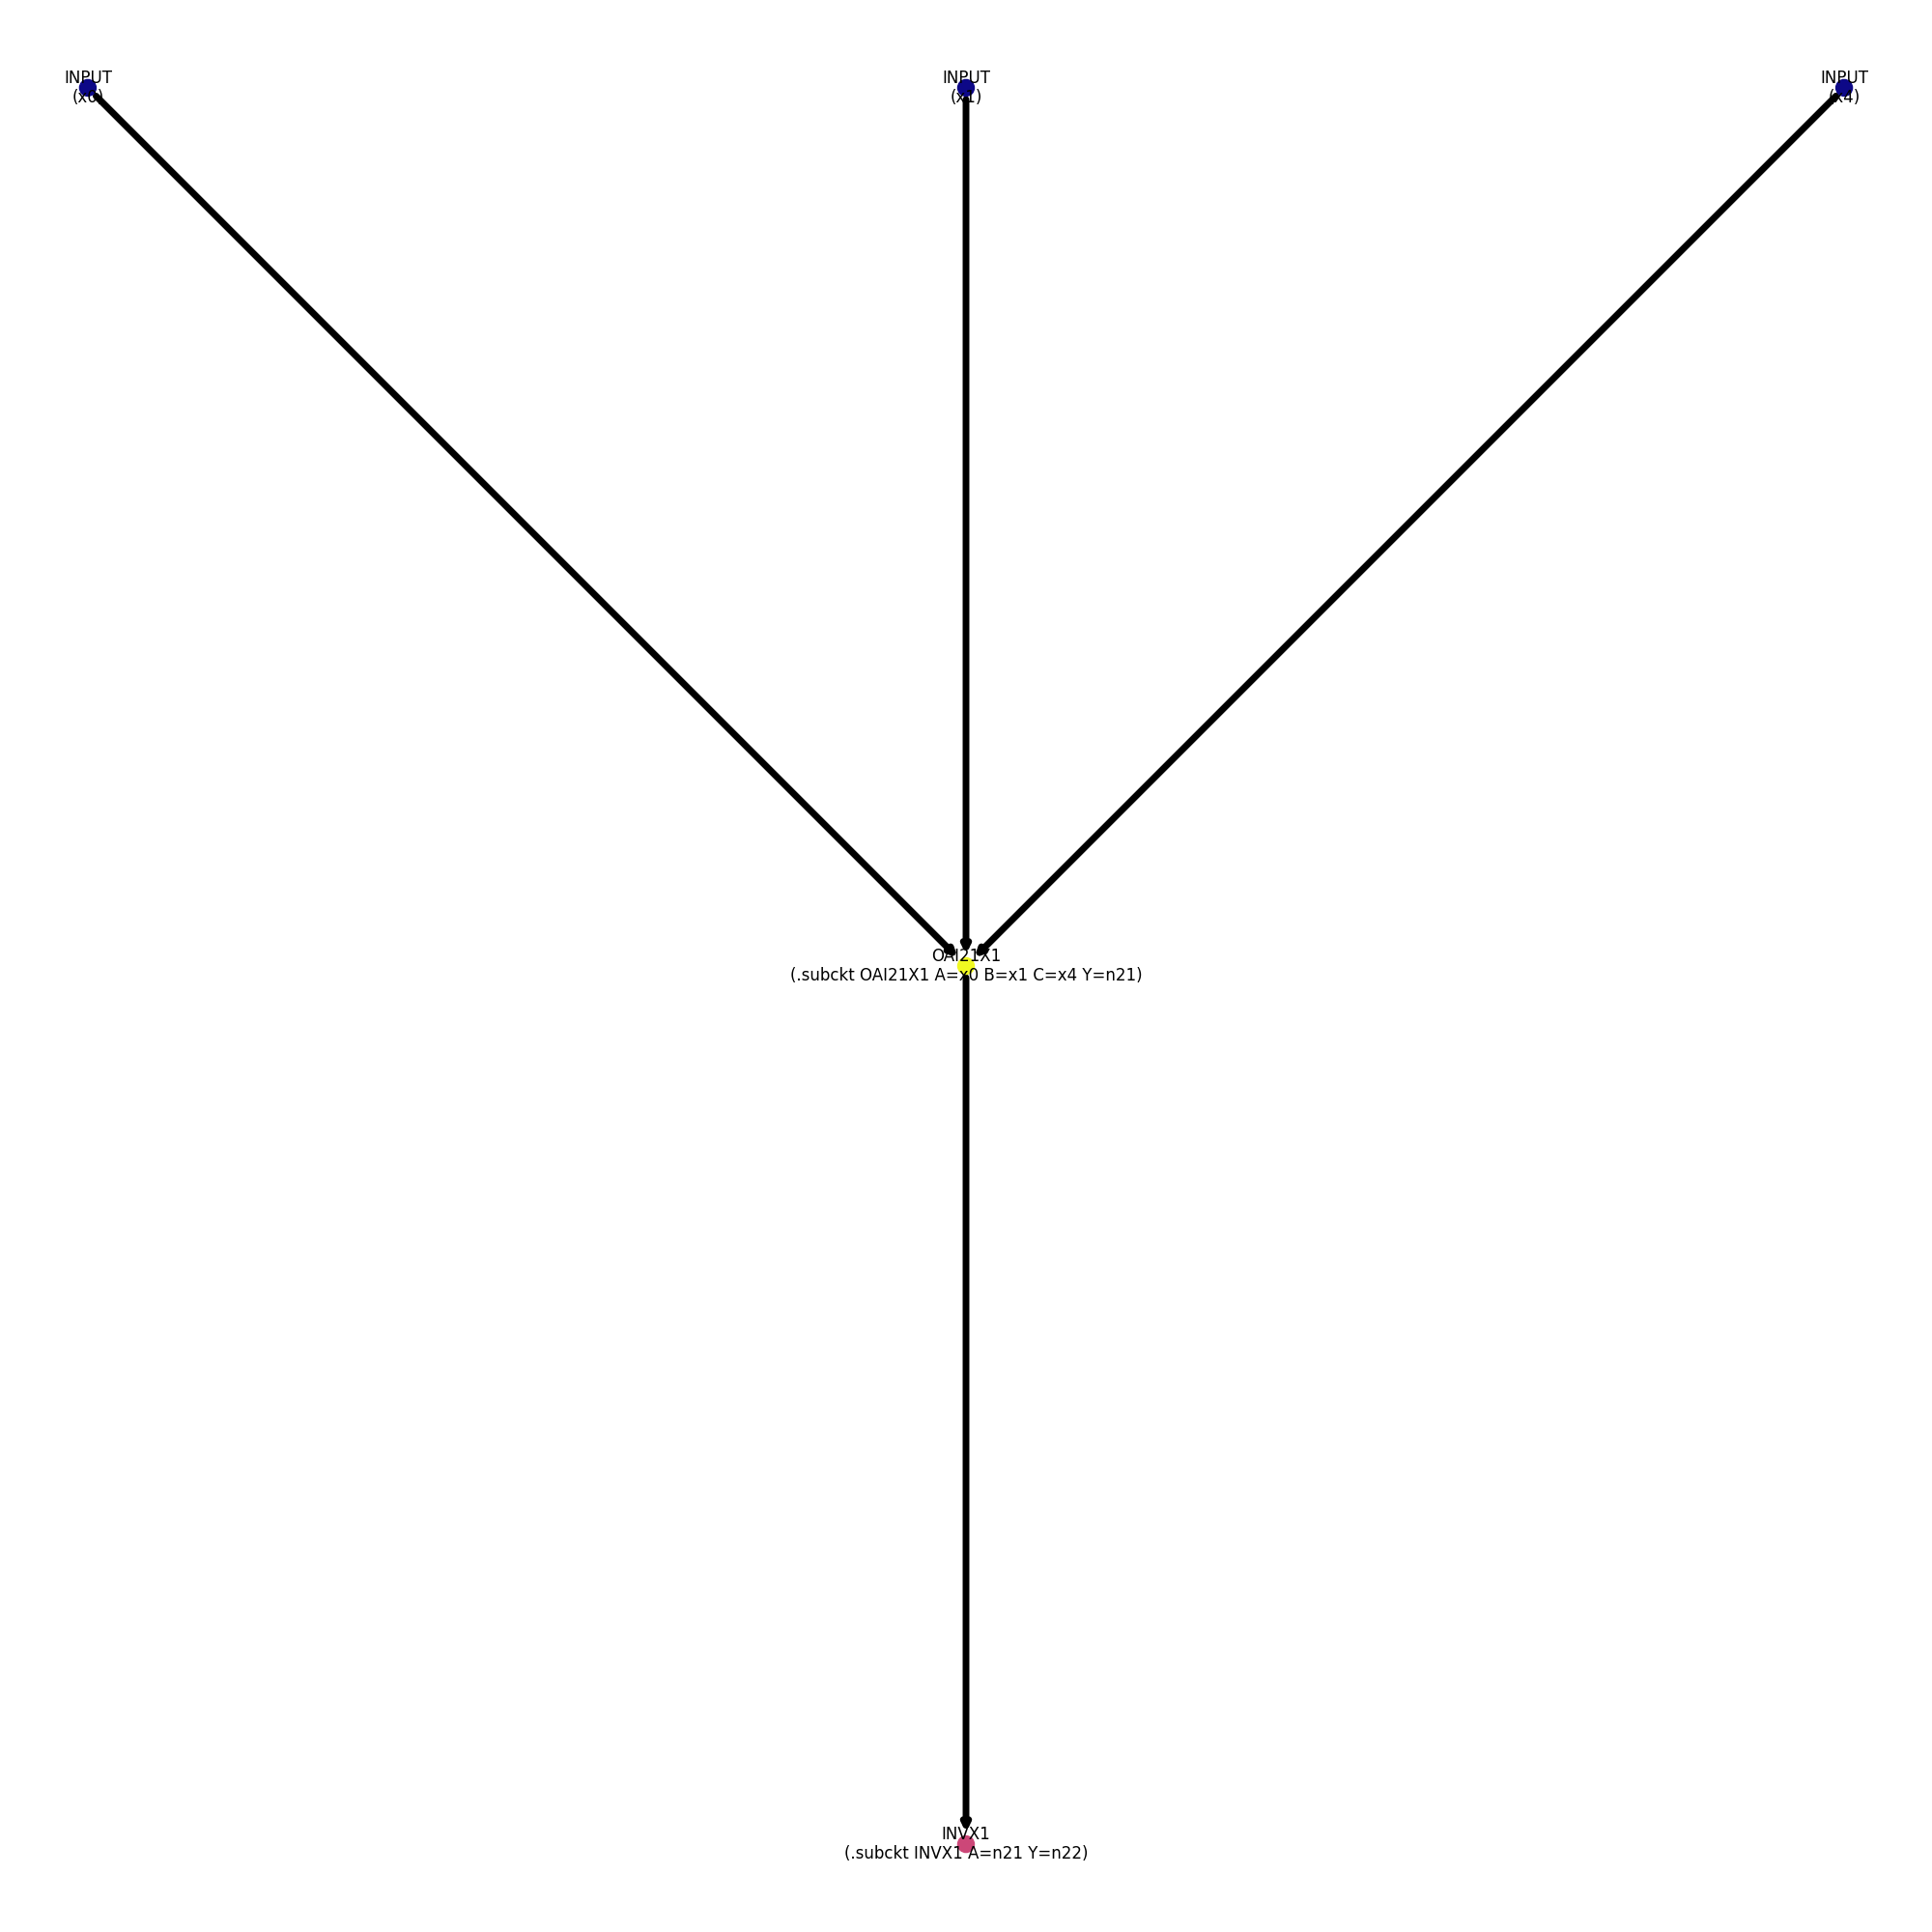 INPUT
(x0)
INPUT
(x1)
INPUT
(x4)
OAI21X1
(.subckt OAI21X1 A=x0 B=x1 C=x4 Y=n21)
INVX1
(.subckt INVX1 A=n21 Y=n22)